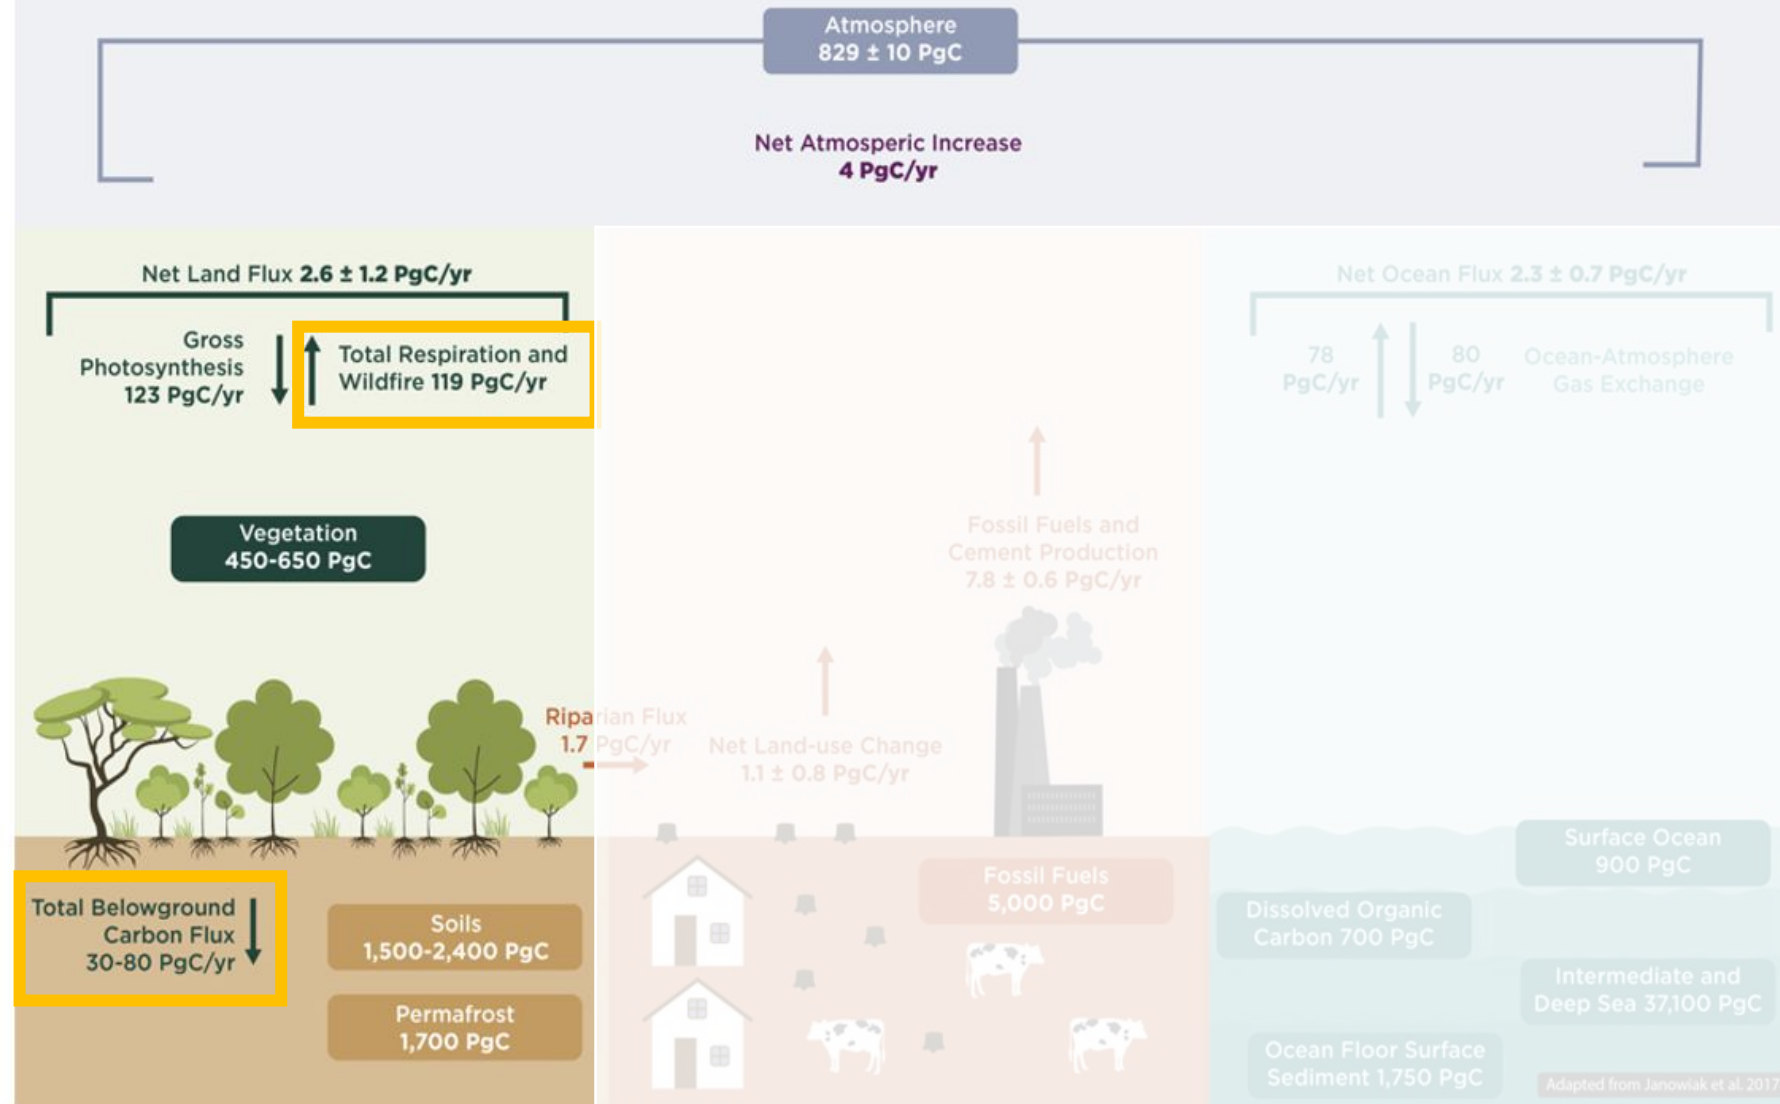 Atmosphere
829 ± 10 PgC
Net Atmosperic Increase
4 PgC/yr
Net Land Flux 2.6 ± 1.2 PgC/yr
Gross
Photosynthesis
123 PgC/yr
Total Respiration and
Wildfire 119 PgC/yr
Vegetation
450-650 PgC
Total Belowground
Carbon Flux
30-80 PgC/yr
Soils
1,500-2,400 PgC
Permafrost
1,700 PgC
Riparian Flux
1.7 PgC/yr
Net Land-use Change
1.1 ± 0.8 PgC/yr
Fossil Fuels and
Cement Production
7.8 ± 0.6 PgC/yr
Fossil Fuels
5,000 PgC
Net Ocean Flux 2.3 ± 0.7 PgC/yr
78
PgC/yr
80
PgC/yr
Ocean-Atmosphere
Gas Exchange
Surface Ocean
900 PgC
Dissolved Organic
Carbon 700 PgC
Intermediate and
Deep Sea 37,100 PgC
Ocean Floor Surface
Sediment 1,750 PgC
Adapted from Janowiak et al. 2017